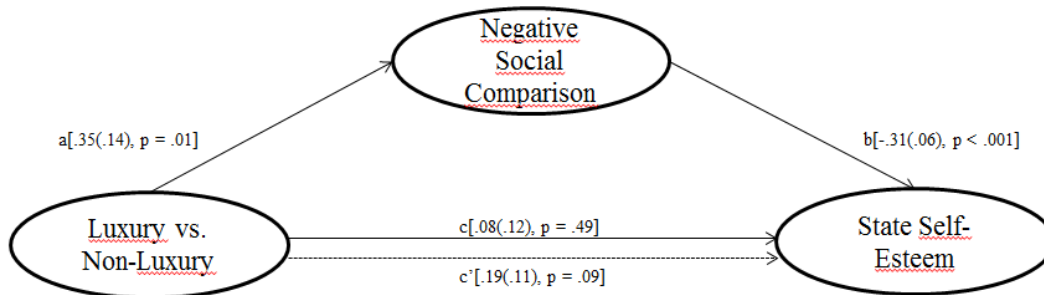 Negative
Social
Comparison
a[.35(.14), p = .01]
b[-.31(.06), p < .001]
Luxury vs.
Non-Luxury
c[.08(.12), p = .49]
c’[.19(.11), p = .09]
State Self-
Esteem